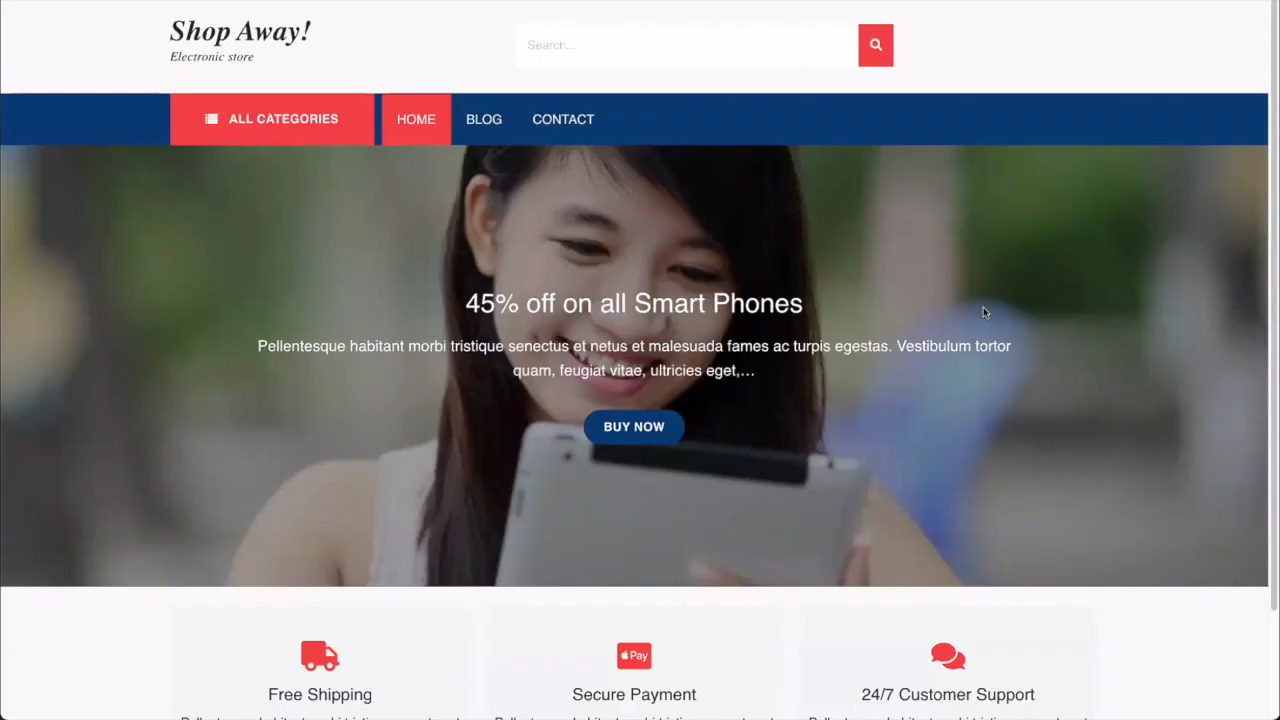 Shop Away!
Electronic store
Search...
ALL CATEGORIES
HOME
BLOG
CONTACT
45% off on all Smart Phones
Pellentesque habitant morbi tristique senectus et netus et malesuada fames ac turpis egestas. Vestibulum tortor
quam, feugiat vitae, ultricies eget,…
BUY NOW
Pay
Free Shipping
Secure Payment
24/7 Customer Support